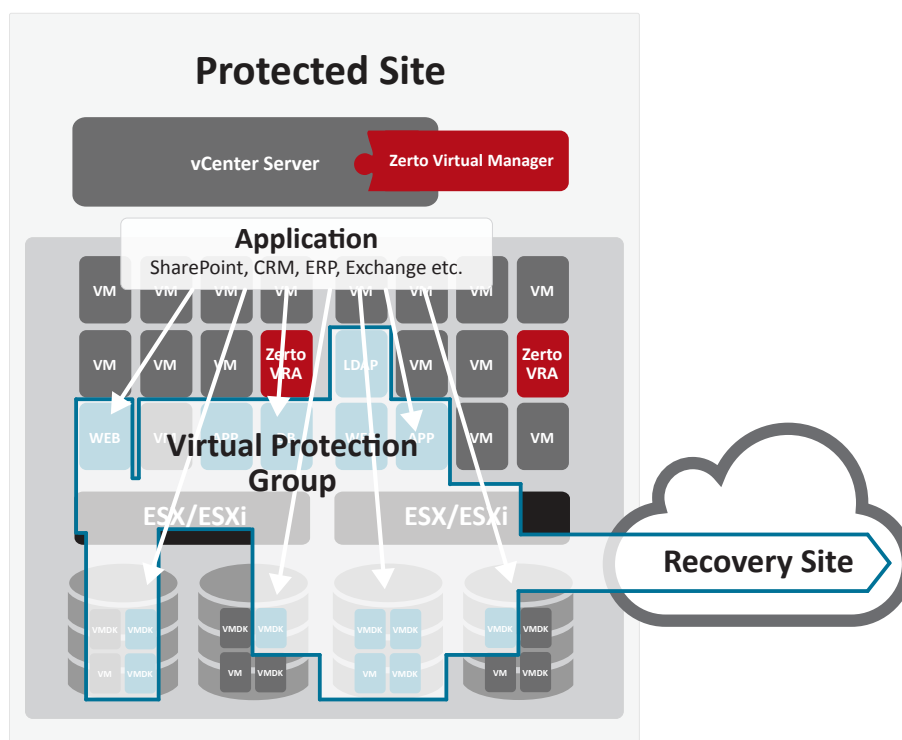 Protected Site
vCenter Server
Zerto Virtual Manager
Application
SharePoint, CRM, ERP, Exchange etc.
VM VM VM VM VM VM VM VM
VM VM VM Zerto VRA LDAP VM VM Zerto VRA
WEB VM APP APP VM VM
Virtual Protection
Group
ESX/ESXi ESX/ESXi
Recovery Site
VMDK VMDK VMDK VMDK VMDK VMDK VMDK VMDK
VM VMDK VM VMDK VM VMDK VM VMDK